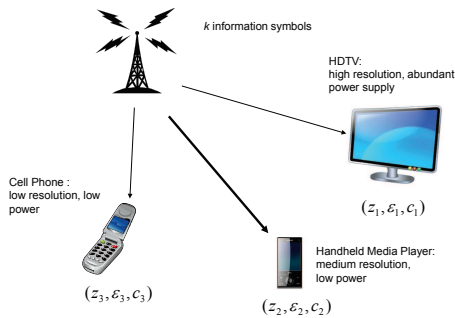 k information symbols
HDTV:
high resolution, abundant
power supply
(z₁, ε₁, c₁)
Cell Phone :
low resolution, low
power
(z₃, ε₃, c₃)
Handheld Media Player:
medium resolution,
low power
(z₂, ε₂, c₂)